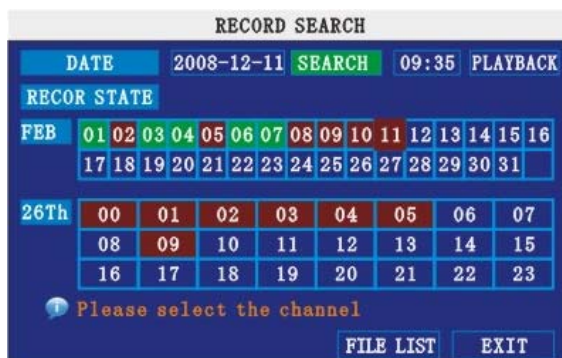 RECORD SEARCH
DATE 2008-12-11 SEARCH 09:35 PLAYBACK
RECOR STATE
FEB 01 02 03 04 05 06 07 08 09 10 11 12 13 14 15 16
17 18 19 20 21 22 23 24 25 26 27 28 29 30 31
26Th 00 01 02 03 04 05 06 07
08 09 10 11 12 13 14 15
16 17 18 19 20 21 22 23
Please select the channel
FILE LIST EXIT